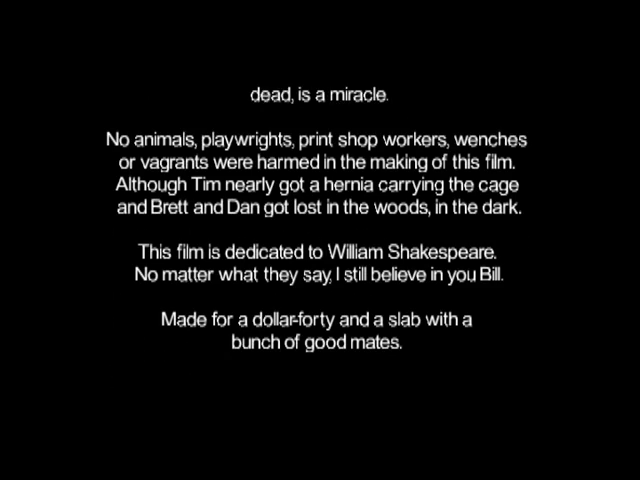 dead, is a miracle.
No animals, playwrights, print shop workers, wenches
or vagrants were harmed in the making of this film.
Although Tim nearly got a hernia carrying the cage
and Brett and Dan got lost in the woods, in the dark.
This film is dedicated to William Shakespeare.
No matter what they say, I still believe in you Bill.
Made for a dollar-forty and a slab with a
bunch of good mates.